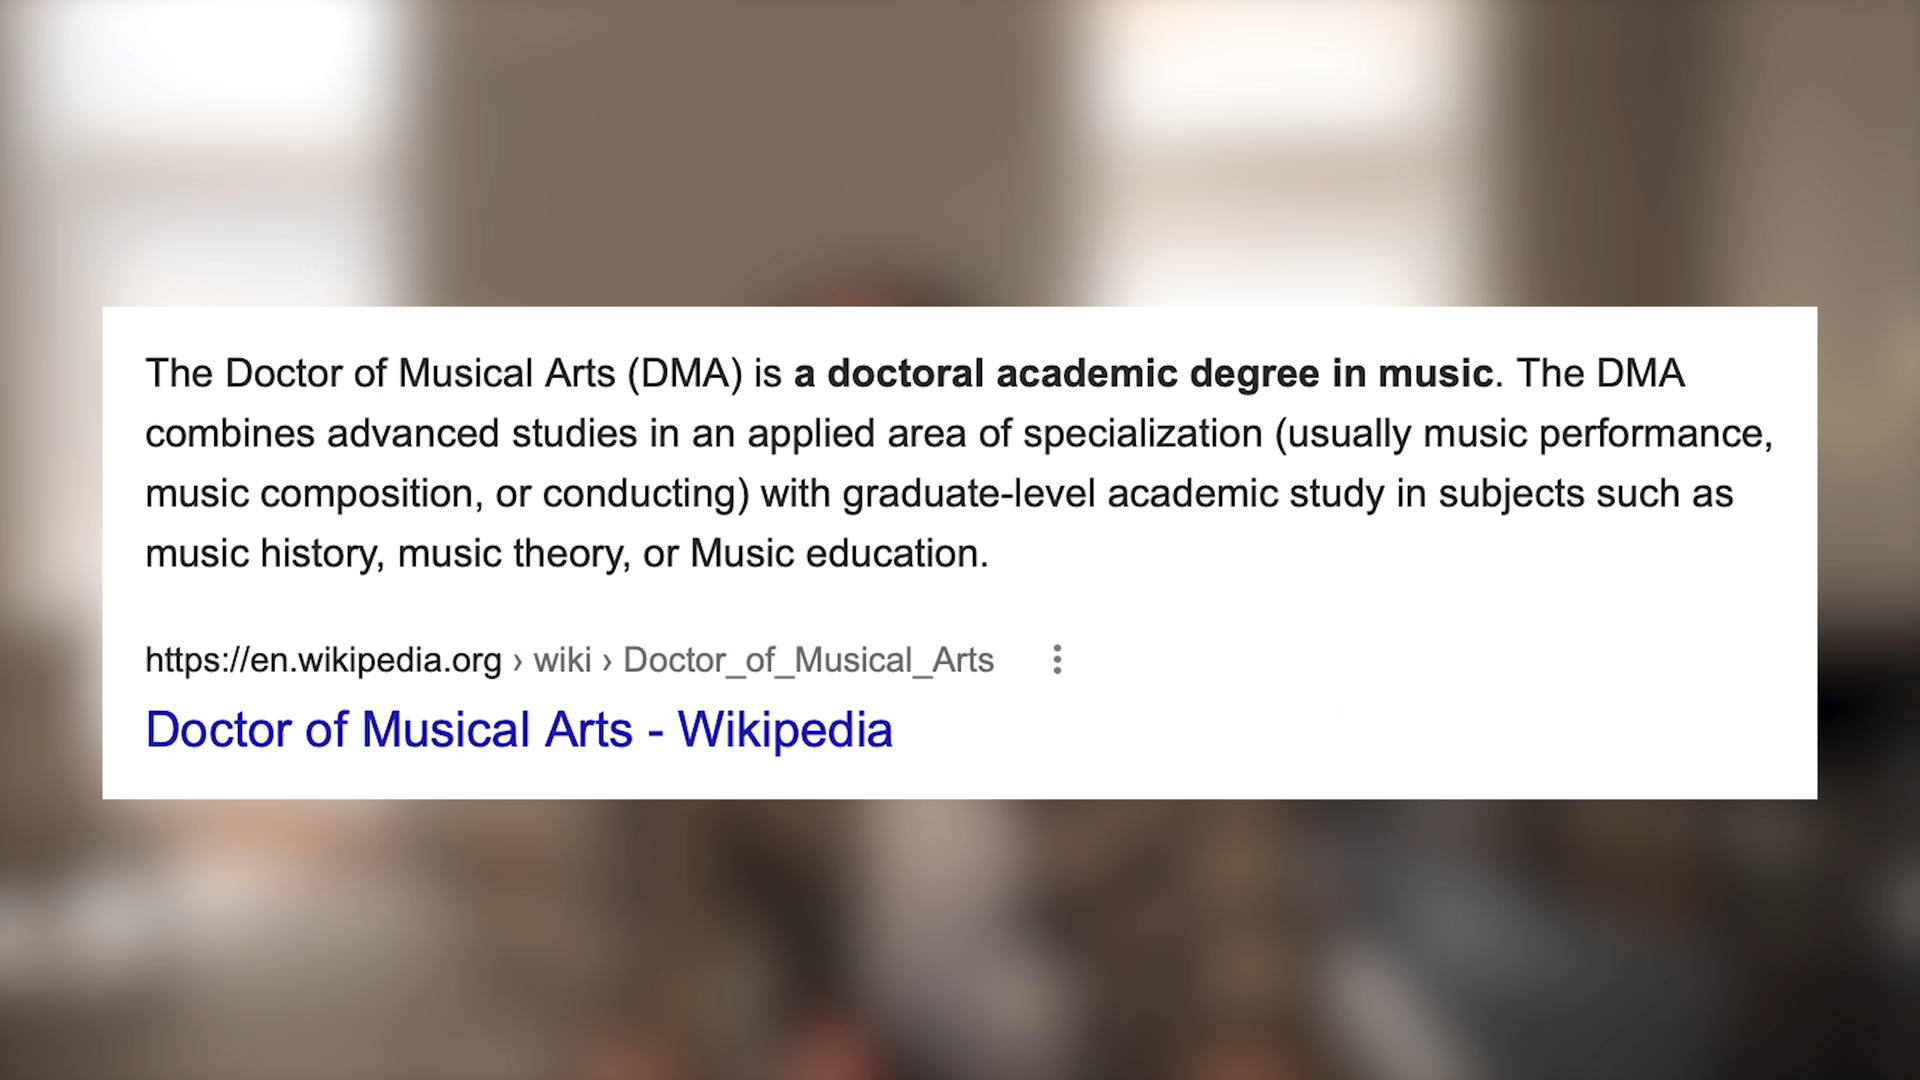 The Doctor of Musical Arts (DMA) is a doctoral academic degree in music. The DMA
combines advanced studies in an applied area of specialization (usually music performance,
music composition, or conducting) with graduate-level academic study in subjects such as
music history, music theory, or Music education.
https://en.wikipedia.org › wiki › Doctor_of_Musical_Arts
Doctor of Musical Arts - Wikipedia